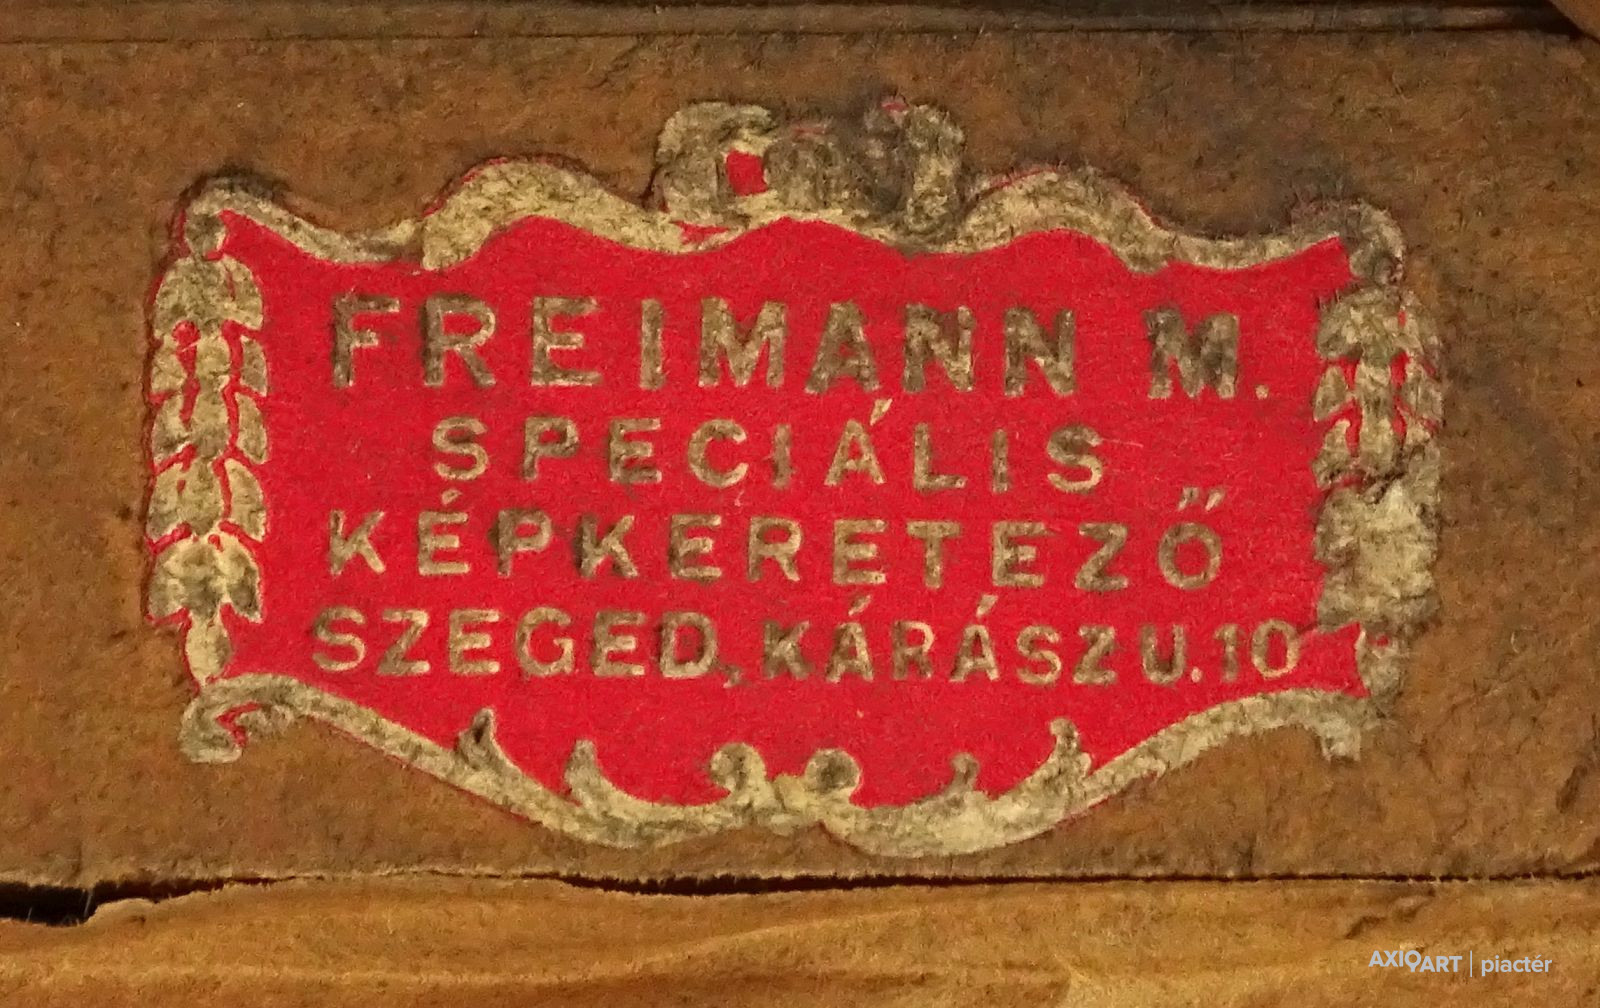 FREIMANN M.
SPECIÁLIS
KÉPKERETEZŐ
SZEGED, KÁRÁSZ U. 10
AXIOART | piactér